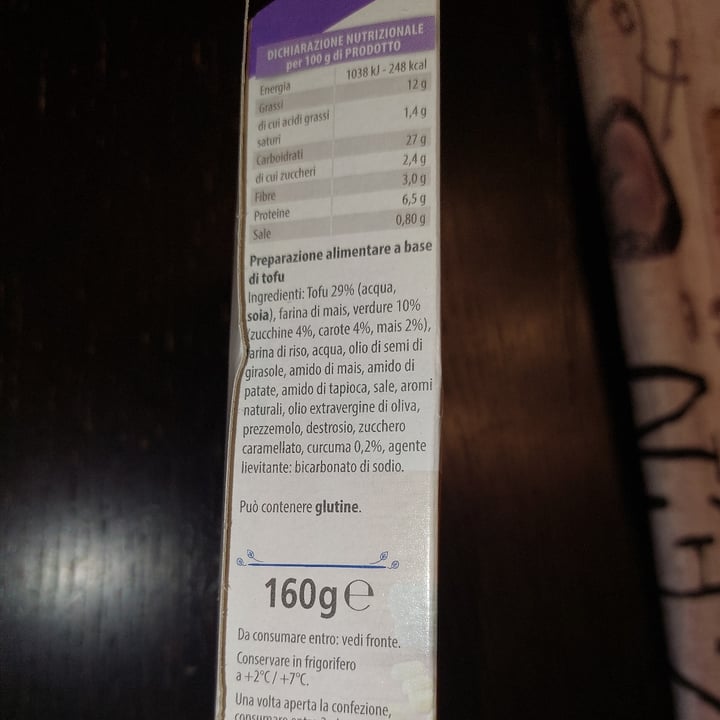 DICHIARAZIONE NUTRIZIONALE
per 100 g di PRODOTTO
Energia 1038 kJ - 248 kcal
Grassi 12 g
di cui acidi grassi
saturi 1,4 g
Carboidrati 27 g
di cui zuccheri 2,4 g
Fibre 3,0 g
Proteine 6,5 g
Sale 0,80 g
Preparazione alimentare a base
di tofu
Ingredienti: Tofu 29% (acqua,
soia), farina di mais, verdure 10%
(zucchine 4%, carote 4%, mais 2%),
farina di riso, acqua, olio di semi di
girasole, amido di mais, amido di
patate, amido di tapioca, sale, aromi
naturali, olio extravergine di oliva,
prezzemolo, destrosio, zucchero
caramellato, curcuma 0,2%, agente
lievitante: bicarbonato di sodio.
Può contenere glutine.
160g e
Da consumare entro: vedi fronte.
Conservare in frigorifero
a +2°C / +7°C.
Una volta aperta la confezione,